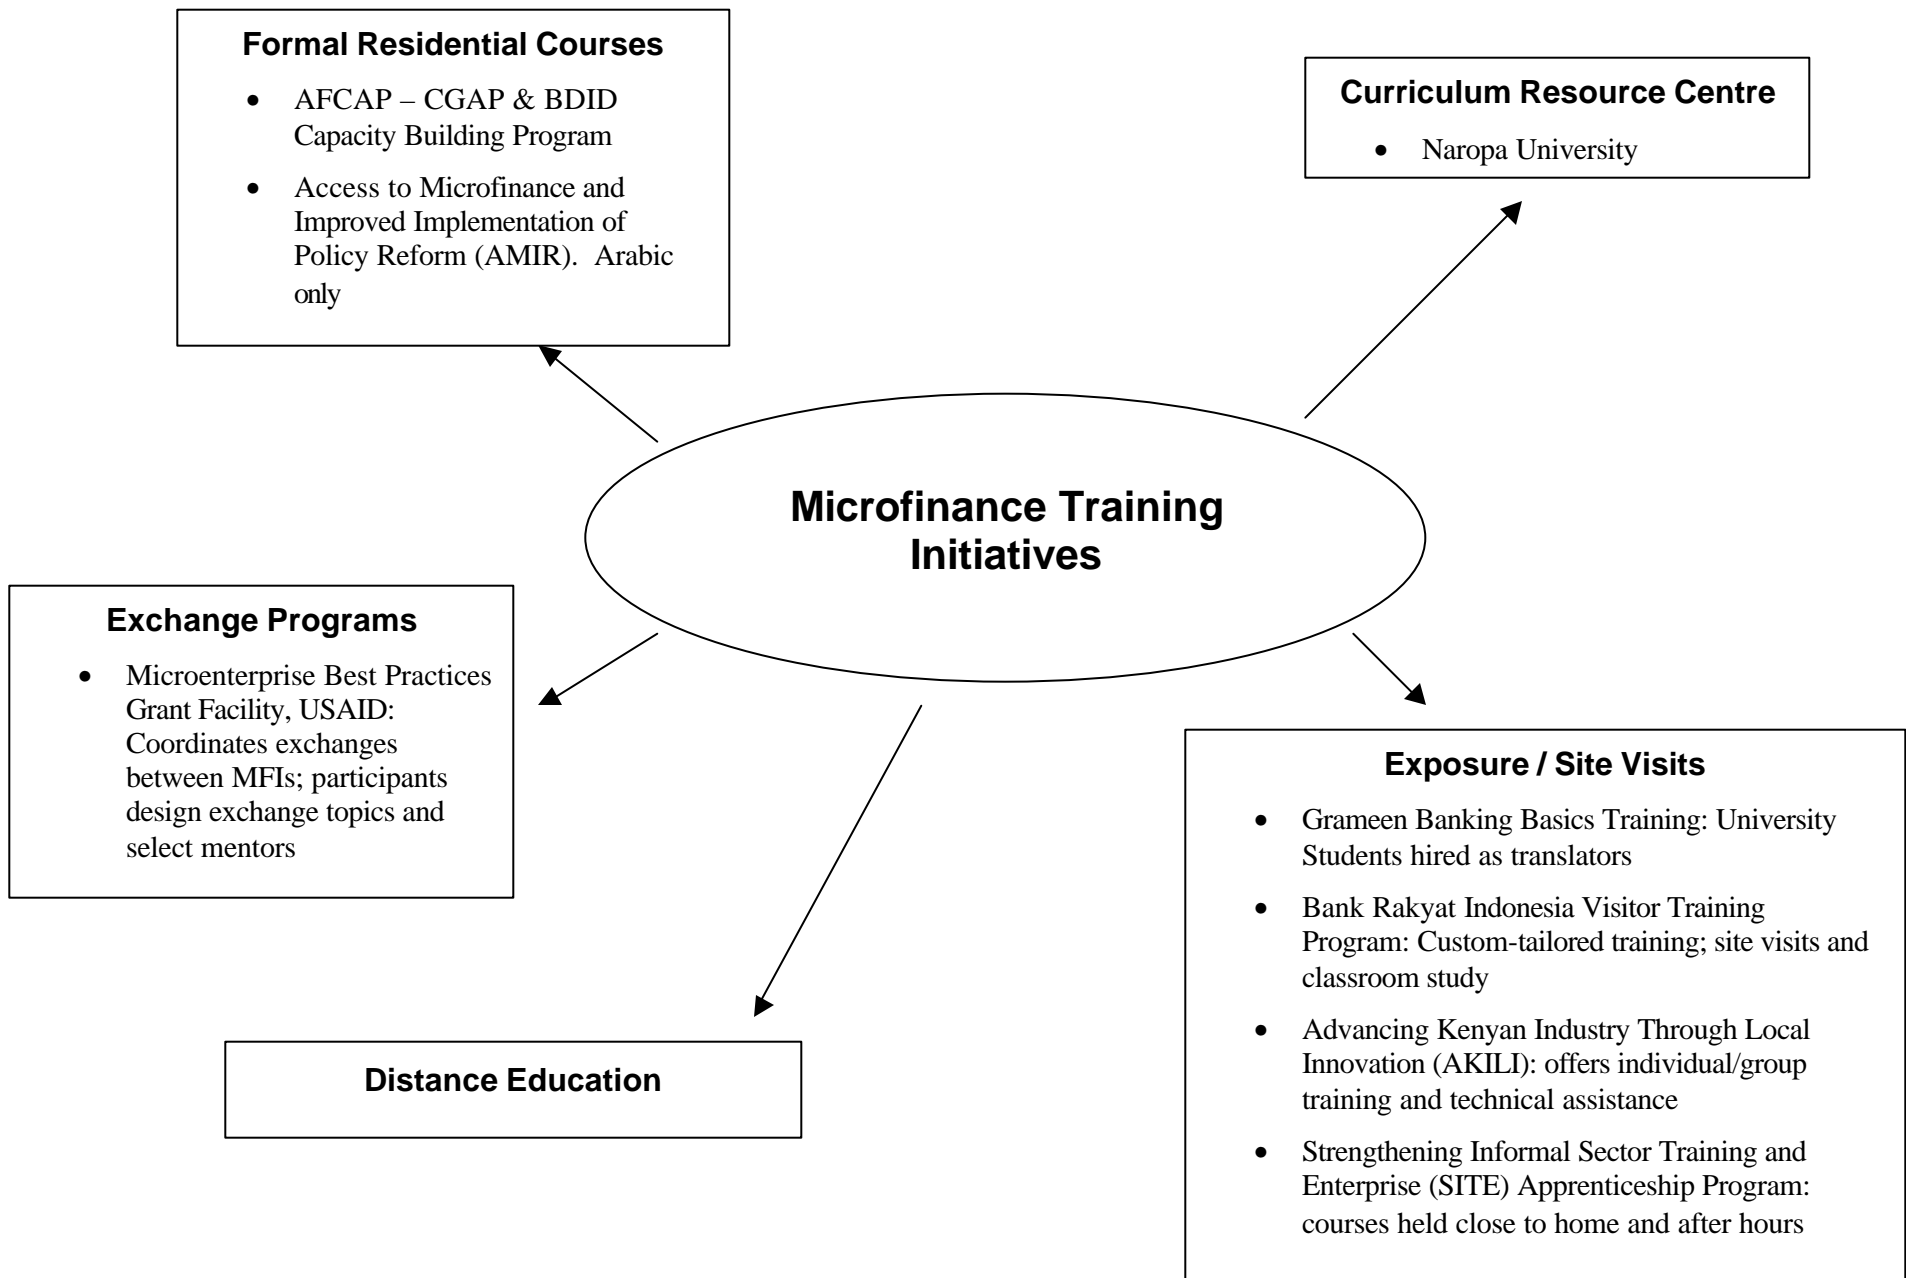 Formal Residential Courses
• AFCAP – CGAP & BDID
Capacity Building Program
• Access to Microfinance and
Improved Implementation of
Policy Reform (AMIR).  Arabic
only
Curriculum Resource Centre
• Naropa University
Microfinance Training
Initiatives
Exchange Programs
• Microenterprise Best Practices
Grant Facility, USAID:
Coordinates exchanges
between MFIs; participants
design exchange topics and
select mentors
Exposure / Site Visits
• Grameen Banking Basics Training: University
Students hired as translators
• Bank Rakyat Indonesia Visitor Training
Program: Custom-tailored training; site visits and
classroom study
• Advancing Kenyan Industry Through Local
Innovation (AKILI): offers individual/group
training and technical assistance
• Strengthening Informal Sector Training and
Enterprise (SITE) Apprenticeship Program:
courses held close to home and after hours
Distance Education